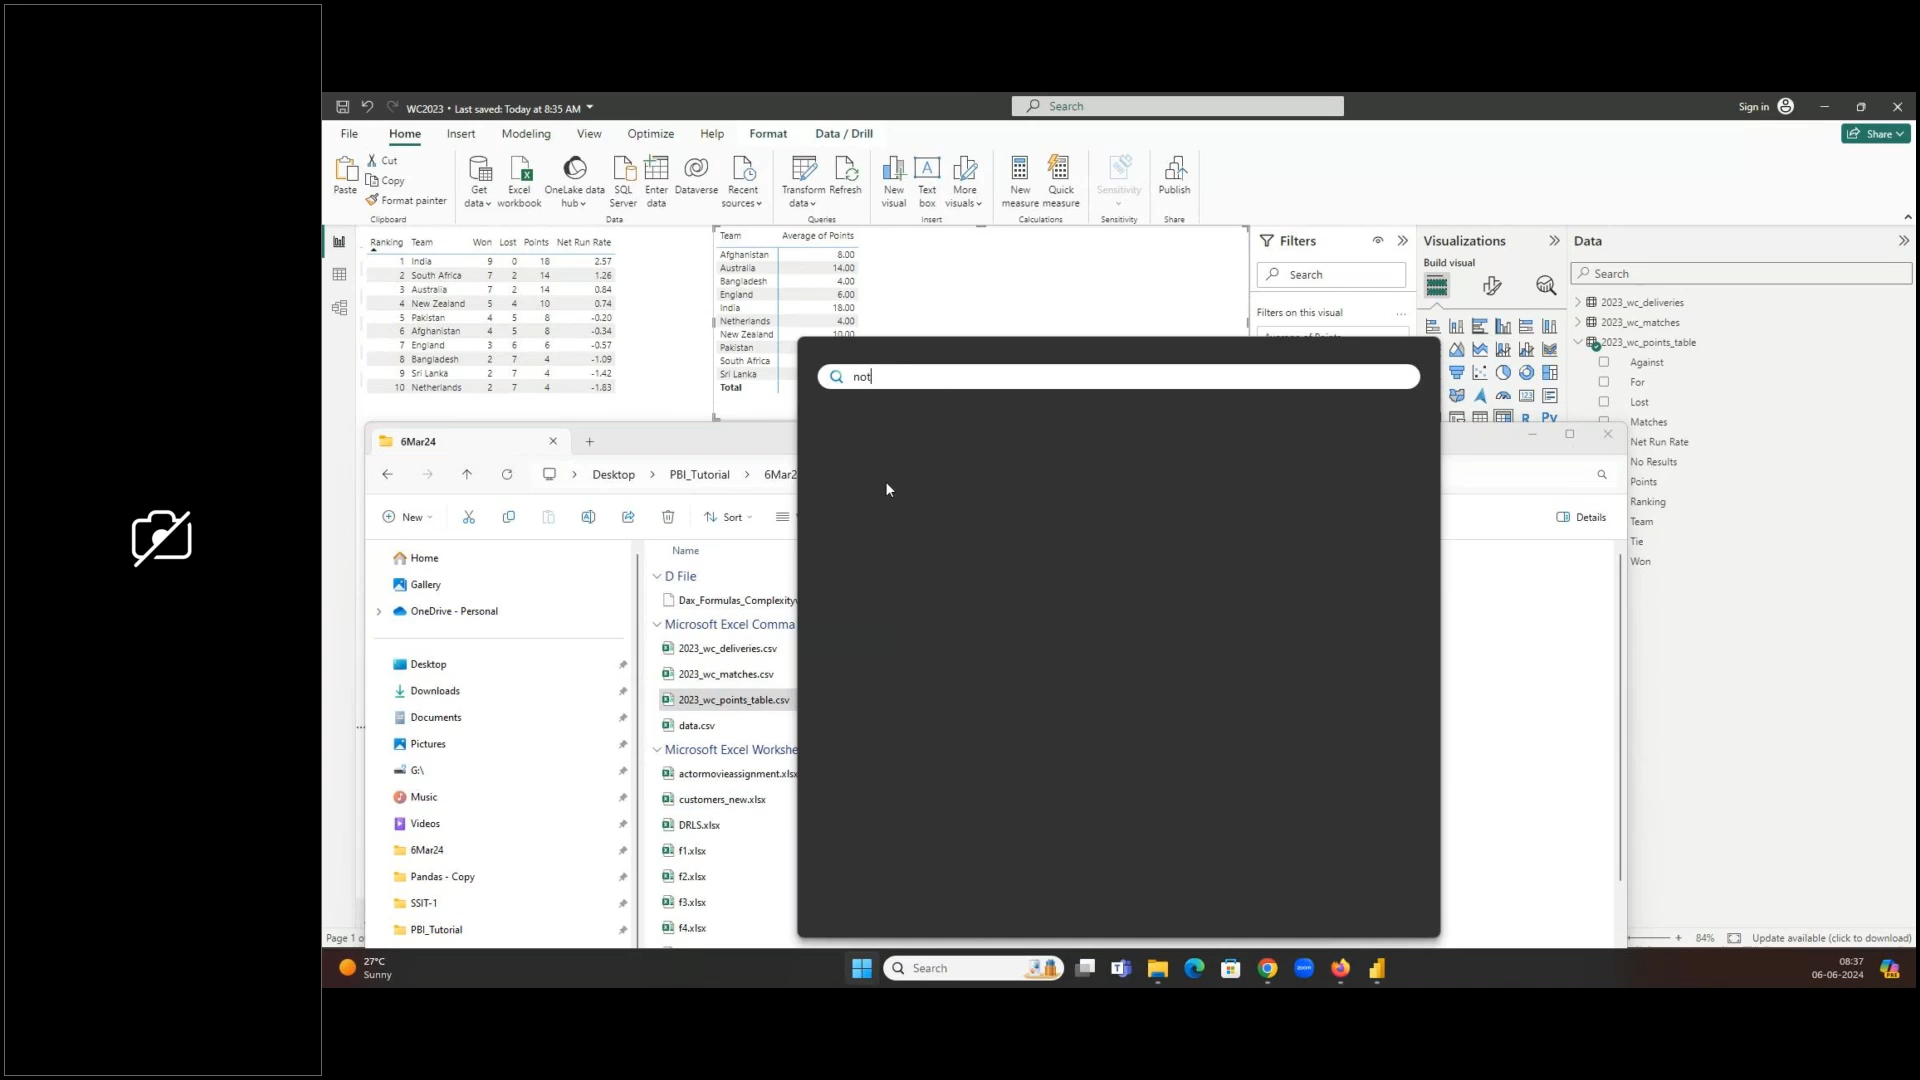 WC2023 • Last saved: Today at 8:35 AM
Search
Sign in
File Home Insert Modeling View Optimize Help Format Data / Drill
Share
Paste
Cut
Copy
Format painter
Clipboard
Get data
Excel workbook
OneLake data hub
SQL Server
Enter data
Dataverse
Recent sources
Data
Transform data
Refresh
Queries
New visual
Text box
More visuals
Insert
New measure
Quick measure
Calculations
Sensitivity
Sensitivity
Publish
Share
Ranking Team Won Lost Points Net Run Rate
1 India 9 0 18 2.57
2 South Africa 7 2 14 1.26
3 Australia 7 2 14 0.84
4 New Zealand 5 4 10 0.74
5 Pakistan 4 5 8 -0.20
6 Afghanistan 4 5 8 -0.34
7 England 3 6 6 -0.57
8 Bangladesh 2 7 4 -1.09
9 Sri Lanka 2 7 4 -1.42
10 Netherlands 2 7 4 -1.83
Team Average of Points
Afghanistan 8.00
Australia 14.00
Bangladesh 4.00
England 6.00
India 18.00
Netherlands 4.00
New Zealand 10.00
Pakistan
South Africa
Sri Lanka
Total
Filters
Search
Filters on this visual
Visualizations
Build visual
Data
Search
2023_wc_deliveries
2023_wc_matches
2023_wc_points_table
Against
For
Lost
Matches
Net Run Rate
No Results
Points
Ranking
Team
Tie
Won
not
6Mar24
Desktop > PBI_Tutorial > 6Mar2
New
Sort
Details
Home
Gallery
OneDrive - Personal
Desktop
Downloads
Documents
Pictures
G:\
Music
Videos
6Mar24
Pandas - Copy
SSIT-1
PBI_Tutorial
Name
D File
Dax_Formulas_Complexity
Microsoft Excel Comma
2023_wc_deliveries.csv
2023_wc_matches.csv
2023_wc_points_table.csv
data.csv
Microsoft Excel Workshe
actormovieassignment.xlsx
customers_new.xlsx
DRLS.xlsx
f1.xlsx
f2.xlsx
f3.xlsx
f4.xlsx
Page 1 o
84%
Update available (click to download)
27°C
Sunny
Search
zoom
08:37
06-06-2024